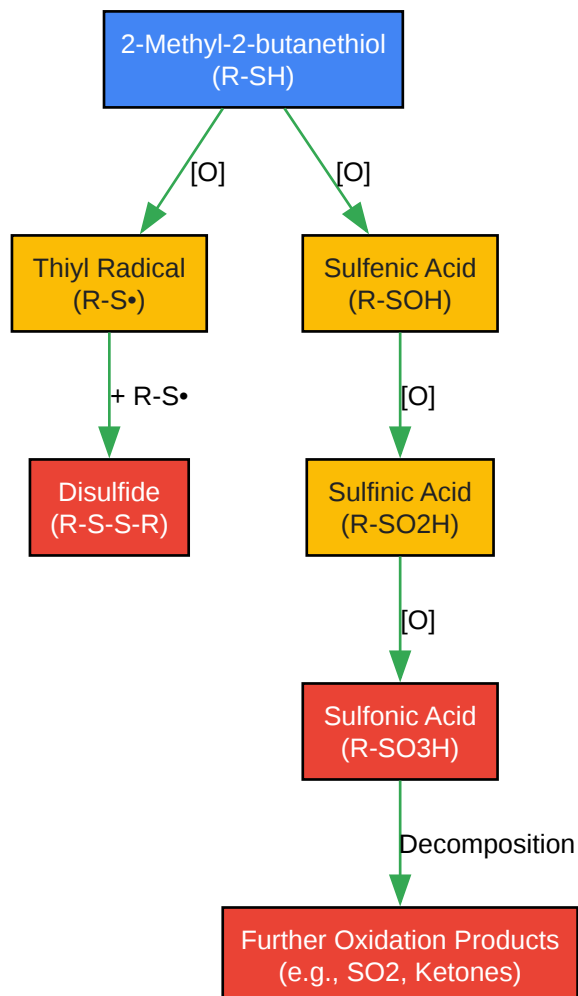 2-Methyl-2-butanethiol
(R-SH)
[O]
[O]
Thiyl Radical
(R-S•)
Sulfenic Acid
(R-SOH)
+ R-S•
[O]
Disulfide
(R-S-S-R)
Sulfinic Acid
(R-SO2H)
[O]
Sulfonic Acid
(R-SO3H)
Decomposition
Further Oxidation Products
(e.g., SO2, Ketones)